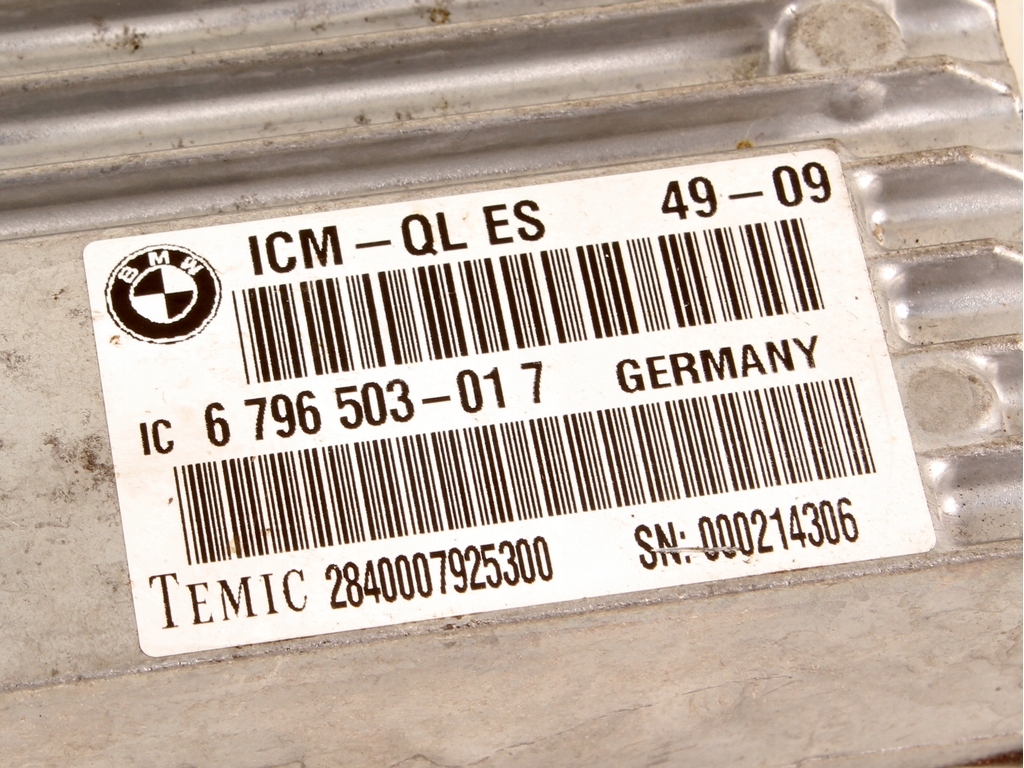 BMW
ICM – QL ES 49 – 09
IC 6 796 503 – 01 7 GERMANY
TEMIC 2840007925300 SN: 000214306